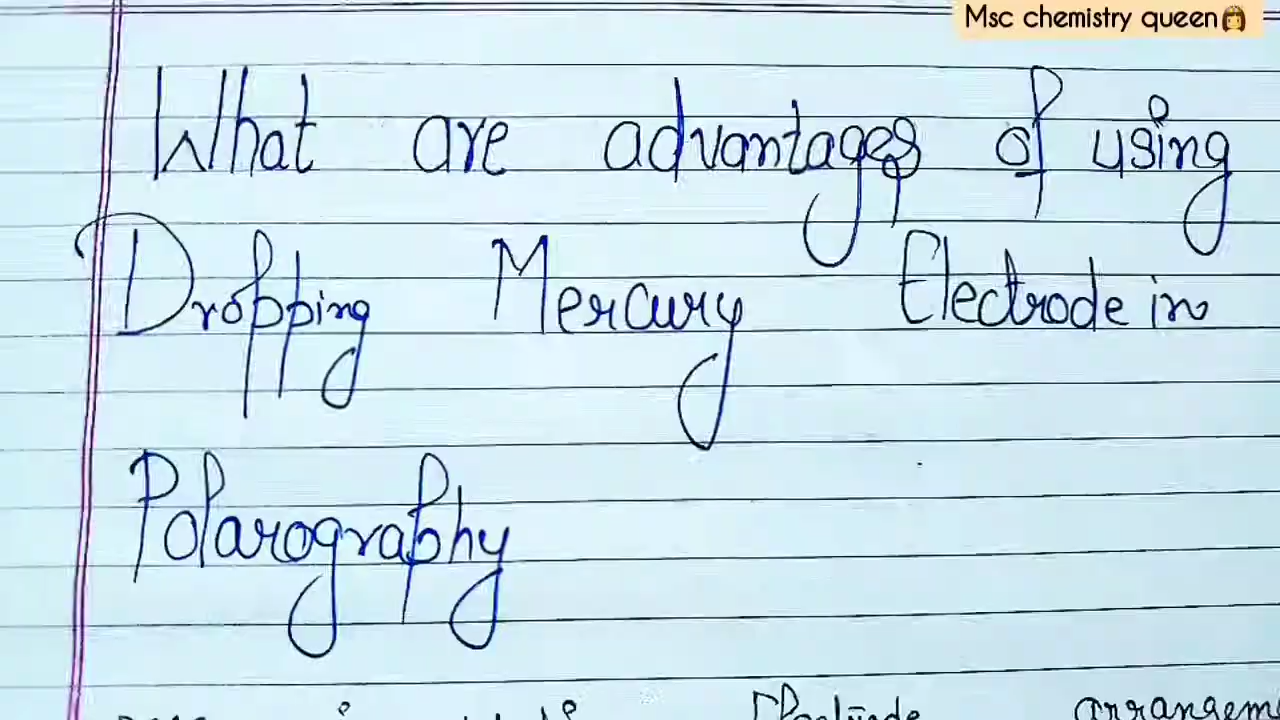 Msc chemistry queen👸
What are advantages of using
Dropping Mercury Electrode in
Polarography